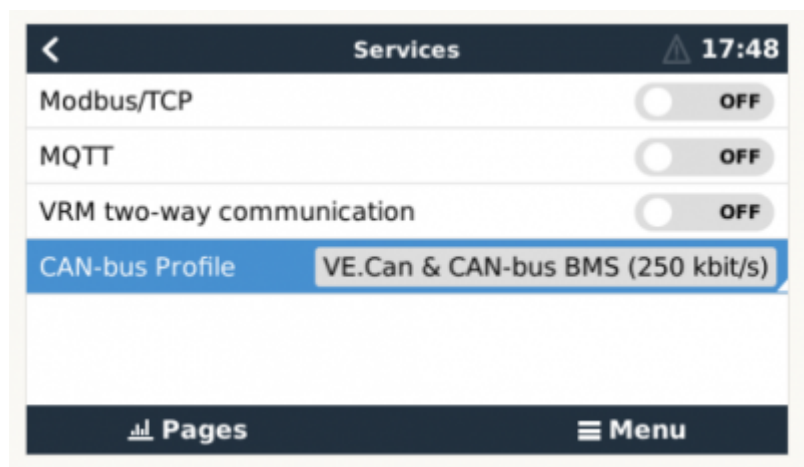 Services 17:48
Modbus/TCP OFF
MQTT OFF
VRM two-way communication OFF
CAN-bus Profile VE.Can & CAN-bus BMS (250 kbit/s)
Pages Menu